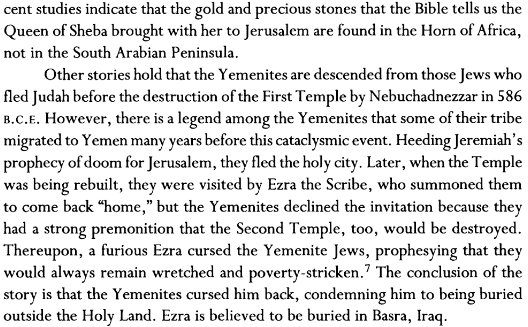 cent studies indicate that the gold and precious stones that the Bible tells us the
Queen of Sheba brought with her to Jerusalem are found in the Horn of Africa,
not in the South Arabian Peninsula.
Other stories hold that the Yemenites are descended from those Jews who
fled Judah before the destruction of the First Temple by Nebuchadnezzar in 586
B.C.E. However, there is a legend among the Yemenites that some of their tribe
migrated to Yemen many years before this cataclysmic event. Heeding Jeremiah's
prophecy of doom for Jerusalem, they fled the holy city. Later, when the Temple
was being rebuilt, they were visited by Ezra the Scribe, who summoned them
to come back "home," but the Yemenites declined the invitation because they
had a strong premonition that the Second Temple, too, would be destroyed.
Thereupon, a furious Ezra cursed the Yemenite Jews, prophesying that they
would always remain wretched and poverty-stricken.7 The conclusion of the
story is that the Yemenites cursed him back, condemning him to being buried
outside the Holy Land. Ezra is believed to be buried in Basra, Iraq.